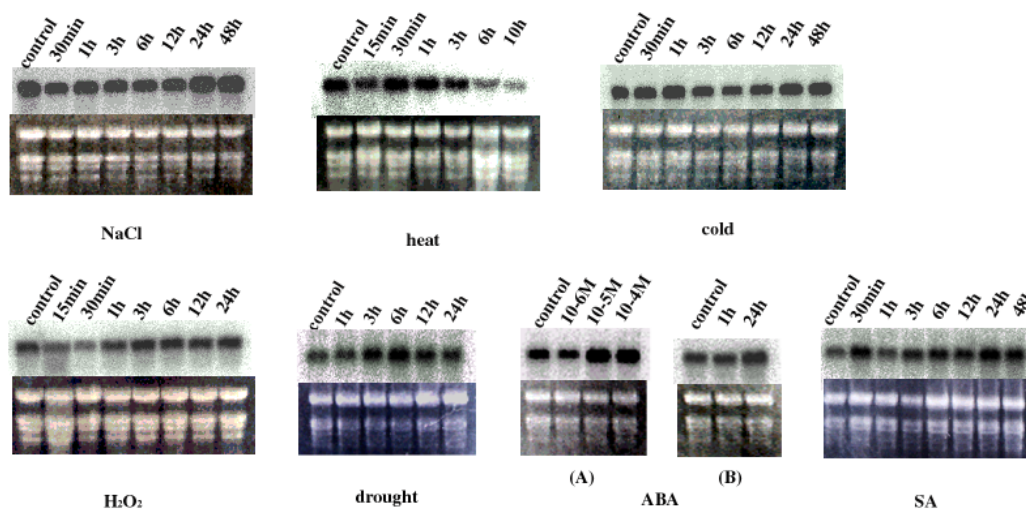 control 30min 1h 3h 6h 12h 24h 48h
control 15min 30min 1h 3h 6h 10h
control 30min 1h 3h 6h 12h 24h 48h
NaCl
heat
cold
control 15min 30min 1h 3h 6h 12h 24h
control 1h 3h 6h 12h 24h
control 10-6M 10-5M 10-4M
control 1h 24h
control 30min 1h 3h 6h 12h 24h 48h
(A)
(B)
H₂O₂
drought
ABA
SA